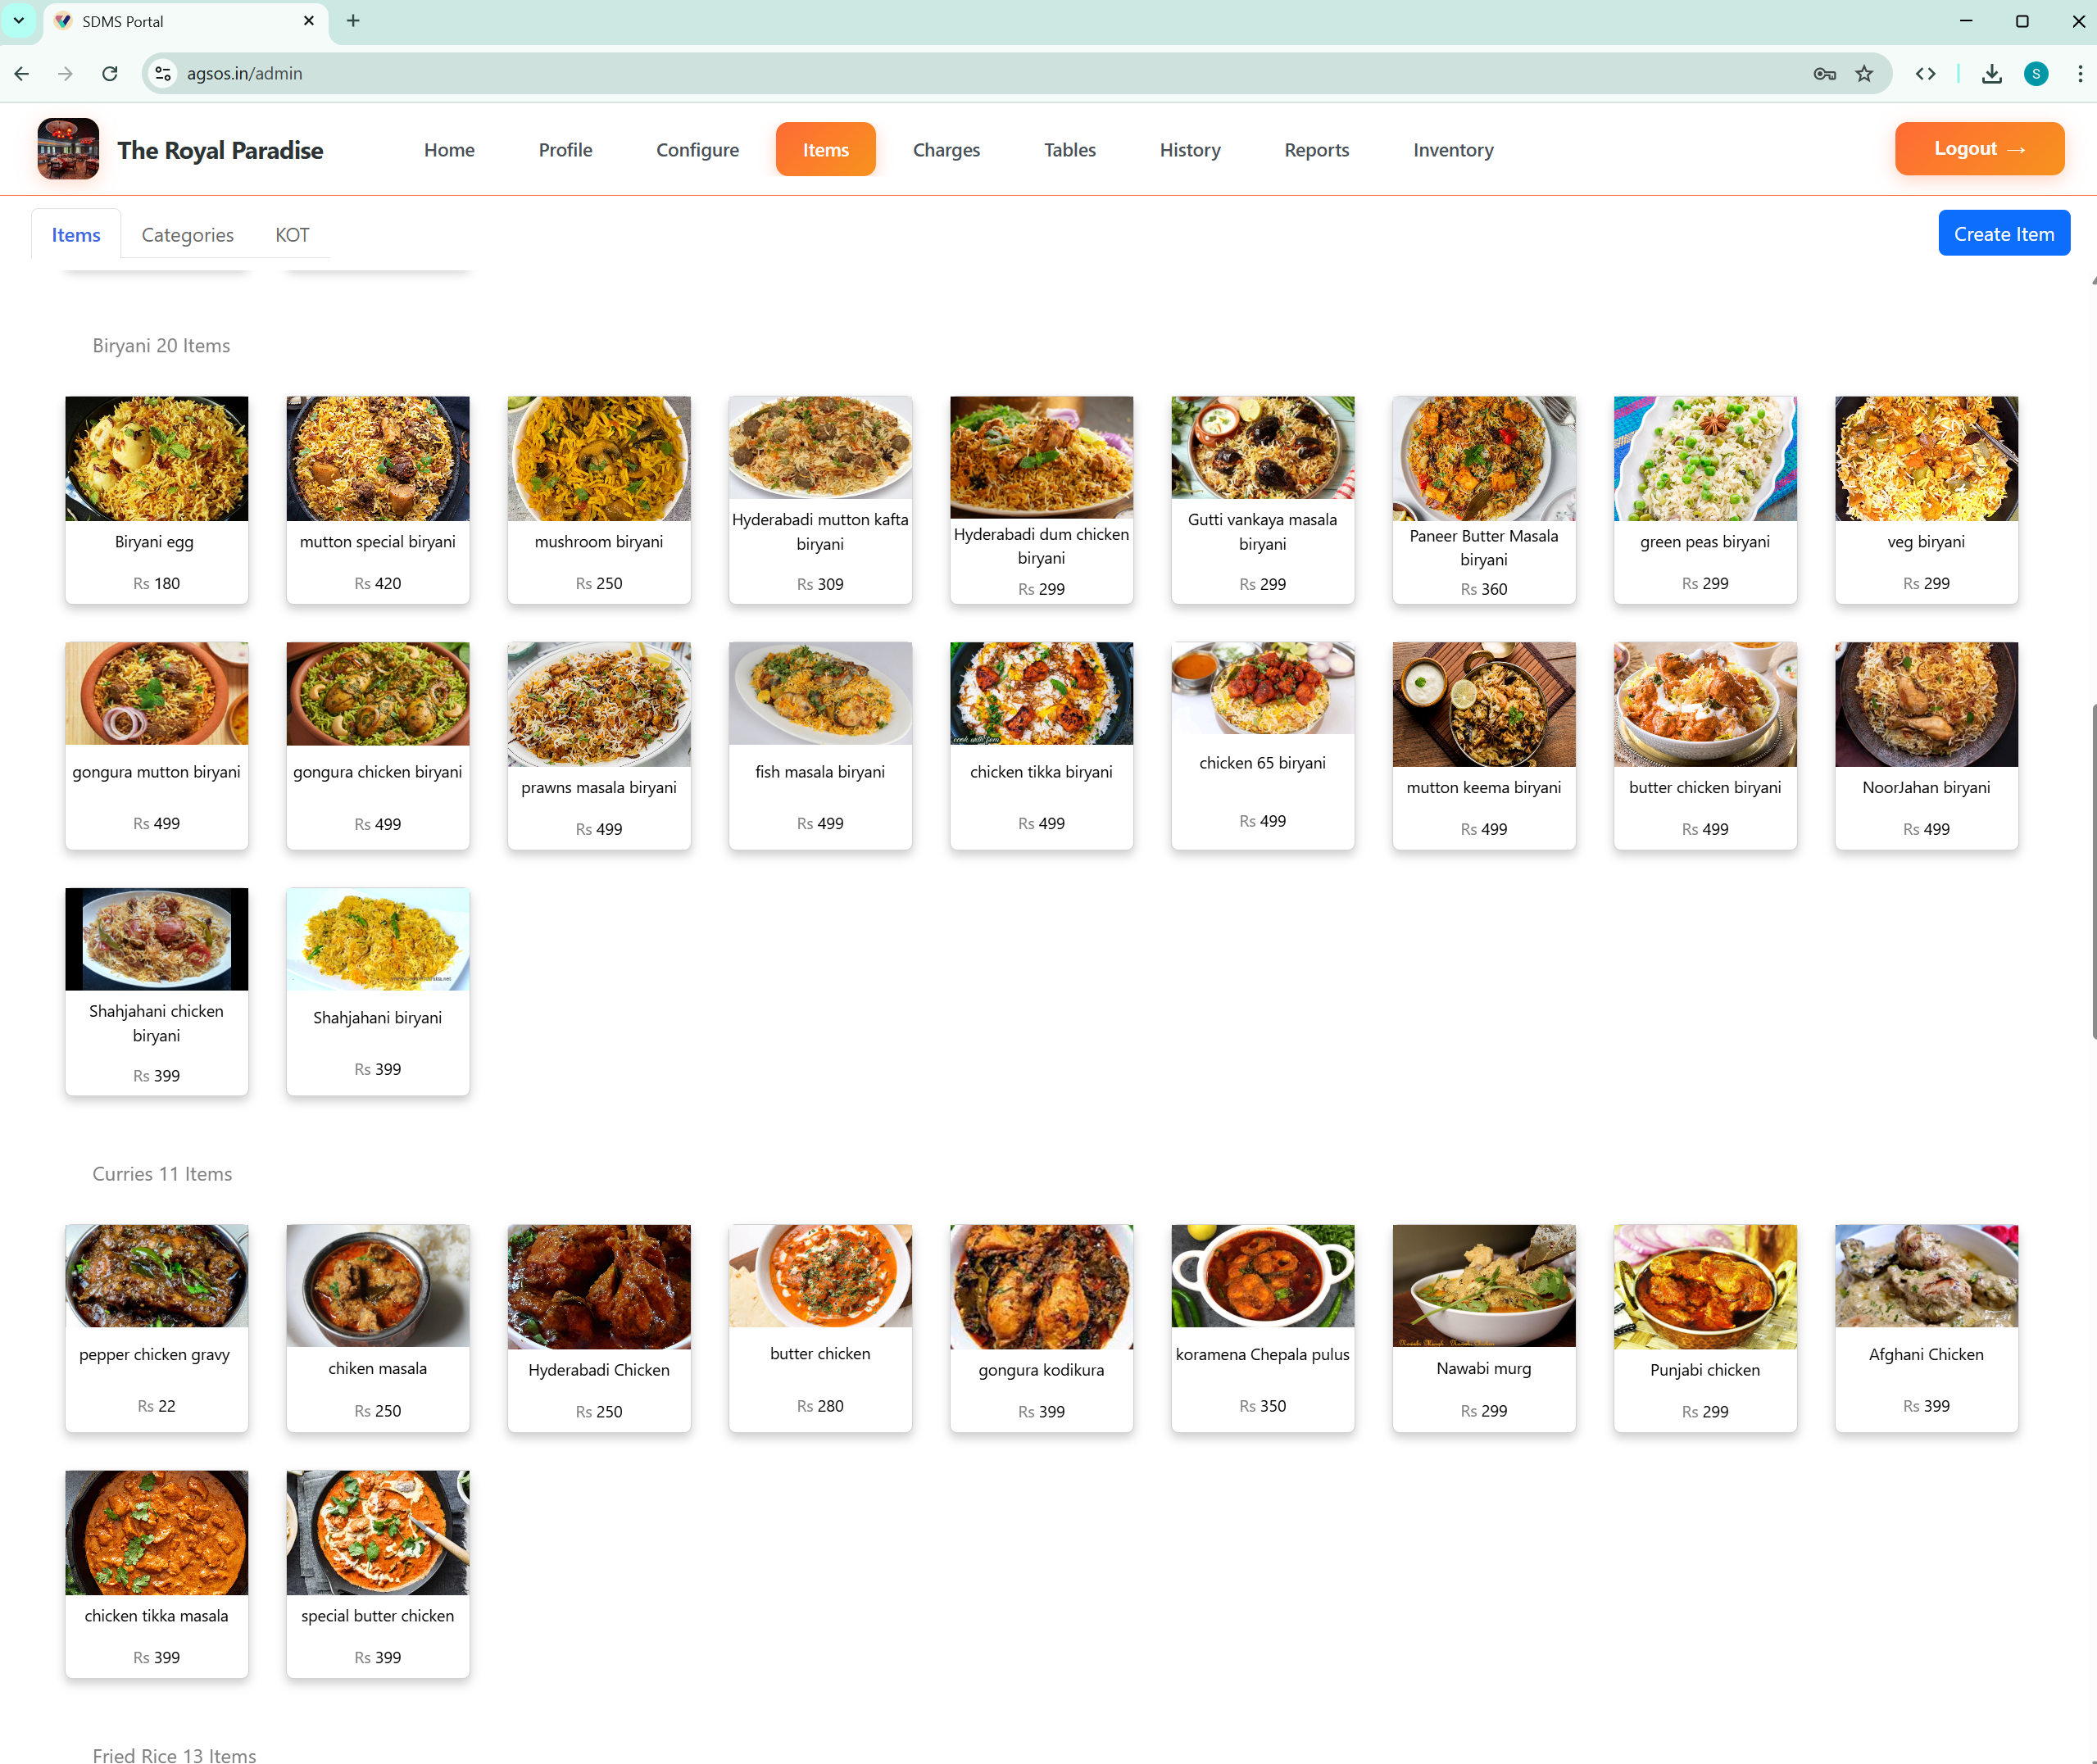 SDMS Portal
agsos.in/admin
S
The Royal Paradise
Home
Profile
Configure
Items
Charges
Tables
History
Reports
Inventory
Logout →
Items
Categories
KOT
Create Item
Biryani 20 Items
Biryani egg
Rs 180
mutton special biryani
Rs 420
mushroom biryani
Rs 250
Hyderabadi mutton kafta
biryani
Rs 309
Hyderabadi dum chicken
biryani
Rs 299
Gutti vankaya masala
biryani
Rs 299
Paneer Butter Masala
biryani
Rs 360
green peas biryani
Rs 299
veg biryani
Rs 299
gongura mutton biryani
Rs 499
gongura chicken biryani
Rs 499
prawns masala biryani
Rs 499
fish masala biryani
Rs 499
chicken tikka biryani
Rs 499
chicken 65 biryani
Rs 499
mutton keema biryani
Rs 499
butter chicken biryani
Rs 499
NoorJahan biryani
Rs 499
Shahjahani chicken
biryani
Rs 399
Shahjahani biryani
Rs 399
Curries 11 Items
pepper chicken gravy
Rs 22
chiken masala
Rs 250
Hyderabadi Chicken
Rs 250
butter chicken
Rs 280
gongura kodikura
Rs 399
koramena Chepala pulus
Rs 350
Nawabi murg
Rs 299
Punjabi chicken
Rs 299
Afghani Chicken
Rs 399
chicken tikka masala
Rs 399
special butter chicken
Rs 399
Fried Rice 13 Items